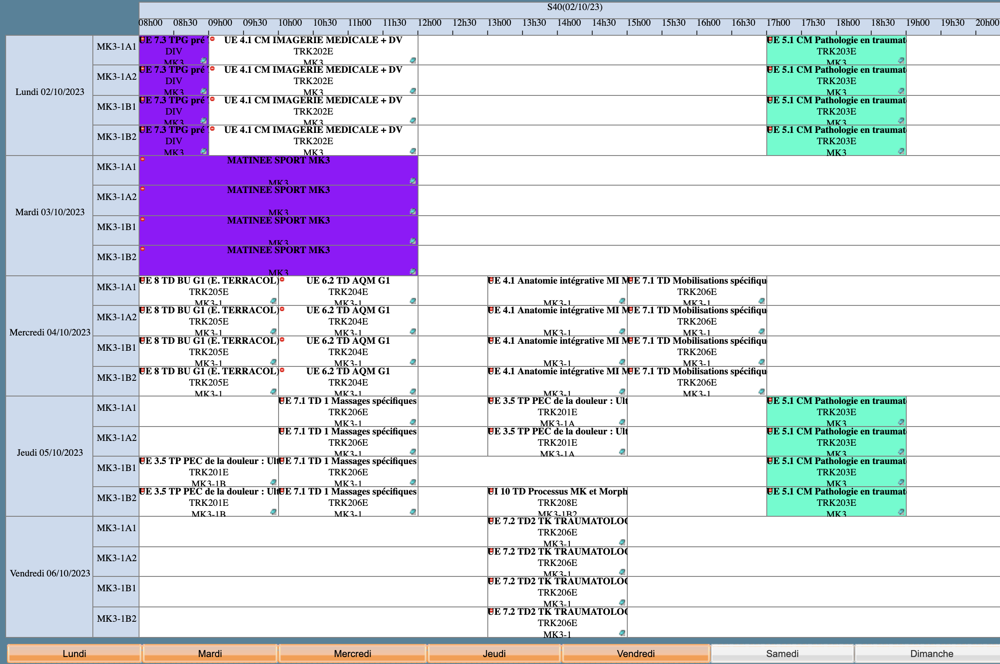 S40(02/10/23)
08h00 08h30 09h00 09h30 10h00 10h30 11h00 11h30 12h00 12h30 13h00 13h30 14h00 14h30 15h00 15h30 16h00 16h30 17h00 17h30 18h00 18h30 19h00 19h30 20h00
Lundi 02/10/2023
MK3-1A1
UE 7.3 TPG pré
DIV
MK3
UE 4.1 CM IMAGERIE MEDICALE + DV
TRK202E
MK3
UE 5.1 CM Pathologie en traumat
TRK203E
MK3
MK3-1A2
UE 7.3 TPG pré
DIV
MK3
UE 4.1 CM IMAGERIE MEDICALE + DV
TRK202E
MK3
UE 5.1 CM Pathologie en traumat
TRK203E
MK3
MK3-1B1
UE 7.3 TPG pré
DIV
MK3
UE 4.1 CM IMAGERIE MEDICALE + DV
TRK202E
MK3
UE 5.1 CM Pathologie en traumat
TRK203E
MK3
MK3-1B2
UE 7.3 TPG pré
DIV
MK3
UE 4.1 CM IMAGERIE MEDICALE + DV
TRK202E
MK3
UE 5.1 CM Pathologie en traumat
TRK203E
MK3
Mardi 03/10/2023
MK3-1A1
MATINEE SPORT MK3
MK3
MK3-1A2
MATINEE SPORT MK3
MK3
MK3-1B1
MATINEE SPORT MK3
MK3
MK3-1B2
MATINEE SPORT MK3
MK3
Mercredi 04/10/2023
MK3-1A1
UE 8 TD BU G1 (E. TERRACOL)
TRK205E
MK3-1
UE 6.2 TD AQM G1
TRK204E
MK3-1
UE 4.1 Anatomie intégrative MI M
MK3-1
UE 7.1 TD Mobilisations spécifiqu
TRK206E
MK3-1
MK3-1A2
UE 8 TD BU G1 (E. TERRACOL)
TRK205E
MK3-1
UE 6.2 TD AQM G1
TRK204E
MK3-1
UE 4.1 Anatomie intégrative MI M
MK3-1
UE 7.1 TD Mobilisations spécifiqu
TRK206E
MK3-1
MK3-1B1
UE 8 TD BU G1 (E. TERRACOL)
TRK205E
MK3-1
UE 6.2 TD AQM G1
TRK204E
MK3-1
UE 4.1 Anatomie intégrative MI M
MK3-1
UE 7.1 TD Mobilisations spécifiqu
TRK206E
MK3-1
MK3-1B2
UE 8 TD BU G1 (E. TERRACOL)
TRK205E
MK3-1
UE 6.2 TD AQM G1
TRK204E
MK3-1
UE 4.1 Anatomie intégrative MI M
MK3-1
UE 7.1 TD Mobilisations spécifiqu
TRK206E
MK3-1
Jeudi 05/10/2023
MK3-1A1
UE 7.1 TD 1 Massages spécifiques
TRK206E
MK3-1
UE 3.5 TP PEC de la douleur : Ult
TRK201E
MK3-1A
UE 5.1 CM Pathologie en traumat
TRK203E
MK3
MK3-1A2
UE 7.1 TD 1 Massages spécifiques
TRK206E
MK3-1
UE 3.5 TP PEC de la douleur : Ult
TRK201E
MK3-1A
UE 5.1 CM Pathologie en traumat
TRK203E
MK3
MK3-1B1
UE 3.5 TP PEC de la douleur : Ult
TRK201E
MK3-1B
UE 7.1 TD 1 Massages spécifiques
TRK206E
MK3-1
UE 5.1 CM Pathologie en traumat
TRK203E
MK3
MK3-1B2
UE 3.5 TP PEC de la douleur : Ult
TRK201E
MK3-1B
UE 7.1 TD 1 Massages spécifiques
TRK206E
MK3-1
UI 10 TD Processus MK et Morph
TRK208E
MK3-1B2
UE 5.1 CM Pathologie en traumat
TRK203E
MK3
Vendredi 06/10/2023
MK3-1A1
UE 7.2 TD2 TK TRAUMATOLOG
TRK206E
MK3-1
MK3-1A2
UE 7.2 TD2 TK TRAUMATOLOG
TRK206E
MK3-1
MK3-1B1
UE 7.2 TD2 TK TRAUMATOLOG
TRK206E
MK3-1
MK3-1B2
UE 7.2 TD2 TK TRAUMATOLOG
TRK206E
MK3-1
Lundi Mardi Mercredi Jeudi Vendredi Samedi Dimanche